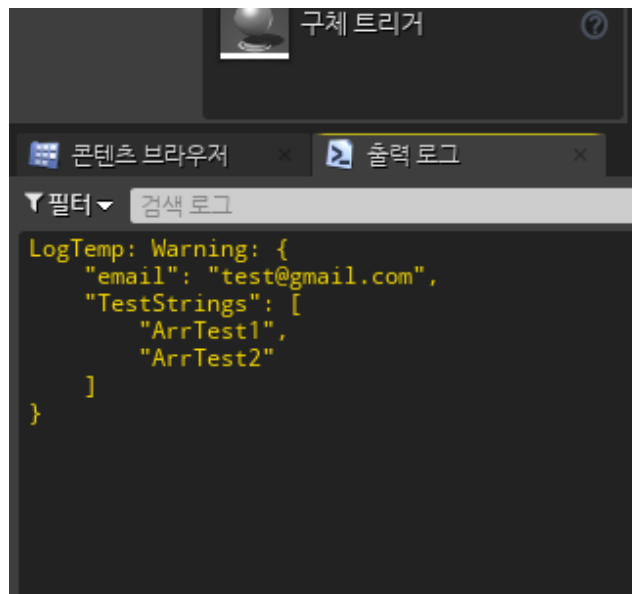 구체 트리거
콘텐츠 브라우저
출력 로그
필터
검색 로그
LogTemp: Warning: {
    "email": "test@gmail.com",
    "TestStrings": [
        "ArrTest1",
        "ArrTest2"
    ]
}